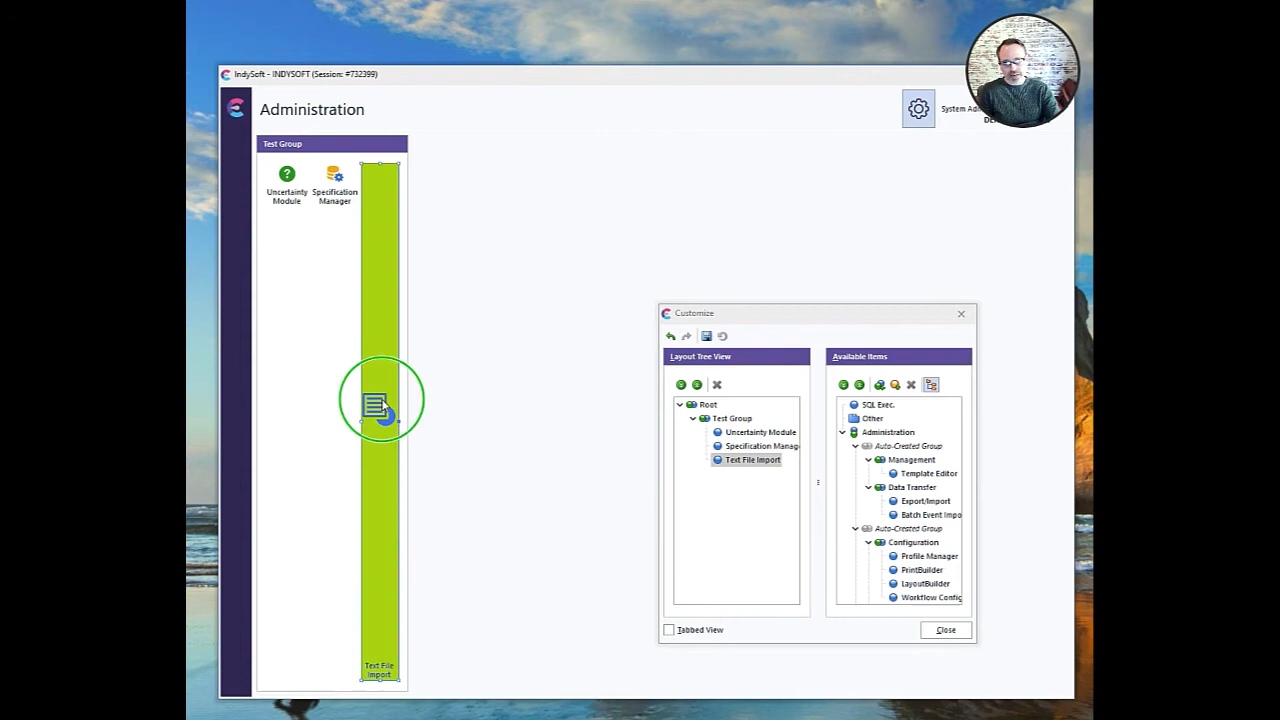 IndySoft - INDYSOFT (Session: #732399)
Administration
System
Test Group
Uncertainty
Module
Specification
Manager
Text File
Import
Customize
Layout Tree View
Root
Test Group
Uncertainty Module
Specification Manag
Text File Import
Available Items
SQL Exec.
Other
Administration
Auto-Created Group
Management
Template Editor
Data Transfer
Export/Import
Batch Event Impo
Auto-Created Group
Configuration
Profile Manager
PrintBuilder
LayoutBuilder
Workflow Config
Tabbed View
Close